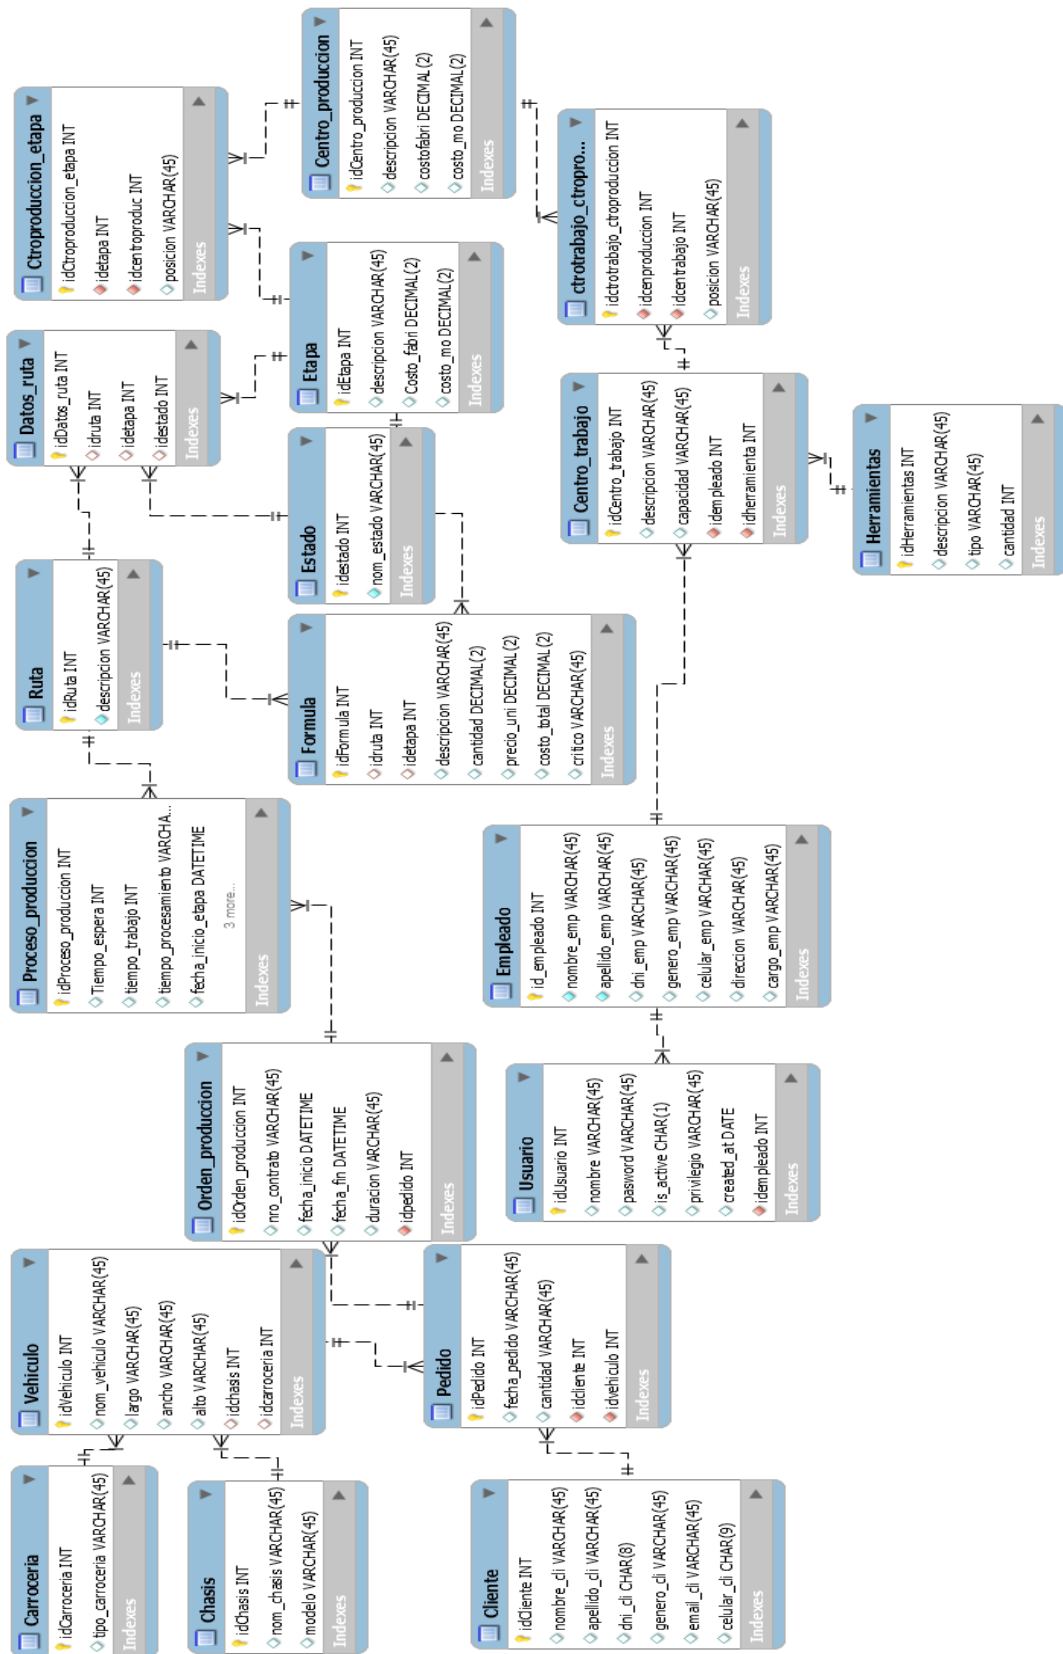 Carroceria
idCarroceria INT
tipo_carroceria VARCHAR(45)
Indexes
Chasis
idChasis INT
nom_chasis VARCHAR(45)
modelo VARCHAR(45)
Indexes
Cliente
idCliente INT
nombre_cli VARCHAR(45)
apellido_cli VARCHAR(45)
dni_cli CHAR(8)
genero_cli VARCHAR(45)
email_cli VARCHAR(45)
celular_cli CHAR(9)
Indexes
Vehiculo
idVehiculo INT
nom_vehiculo VARCHAR(45)
largo VARCHAR(45)
ancho VARCHAR(45)
alto VARCHAR(45)
idchasis INT
idcarroceria INT
Indexes
Pedido
idPedido INT
fecha_pedido VARCHAR(45)
cantidad VARCHAR(45)
idcliente INT
idvehiculo INT
Indexes
Orden_produccion
idOrden_produccion INT
nro_contrato VARCHAR(45)
fecha_inicio DATETIME
fecha_fin DATETIME
duracion VARCHAR(45)
idpedido INT
Indexes
Usuario
idUsuario INT
nombre VARCHAR(45)
pasword VARCHAR(45)
is_active CHAR(1)
privilegio VARCHAR(45)
created_at DATE
idempleado INT
Indexes
Proceso_produccion
idProceso_produccion INT
Tiempo_espera INT
tiempo_trabajo INT
tiempo_procesamiento VARCHA...
fecha_inicio_etapa DATETIME
3 more...
Indexes
Empleado
id_empleado INT
nombre_emp VARCHAR(45)
apellido_emp VARCHAR(45)
dni_emp VARCHAR(45)
genero_emp VARCHAR(45)
celular_emp VARCHAR(45)
direccion VARCHAR(45)
cargo_emp VARCHAR(45)
Indexes
Ruta
idRuta INT
descripcion VARCHAR(45)
Indexes
Formula
idFormula INT
idruta INT
idetapa INT
descripcion VARCHAR(45)
cantidad DECIMAL(2)
precio_uni DECIMAL(2)
costo_total DECIMAL(2)
critico VARCHAR(45)
Indexes
Estado
idestado INT
nom_estado VARCHAR(45)
Indexes
Datos_ruta
idDatos_ruta INT
idruta INT
idetapa INT
idestado INT
Indexes
Etapa
idEtapa INT
descripcion VARCHAR(45)
Costo_fabri DECIMAL(2)
costo_mo DECIMAL(2)
Indexes
Centro_trabajo
idCentro_trabajo INT
descripcion VARCHAR(45)
capacidad VARCHAR(45)
idempleado INT
idherramienta INT
Indexes
Herramientas
idHerramientas INT
descripcion VARCHAR(45)
tipo VARCHAR(45)
cantidad INT
Indexes
Ctroproduccion_etapa
idCtroproduccion_etapa INT
idetapa INT
idcentroproduc INT
posicion VARCHAR(45)
Indexes
Centro_produccion
idCentro_produccion INT
descripcion VARCHAR(45)
costofabri DECIMAL(2)
costo_mo DECIMAL(2)
Indexes
ctrotrabajo_ctropro...
idctrotrabajo_ctroproduccion INT
idcenproduccion INT
idcentrabajo INT
posicion VARCHAR(45)
Indexes